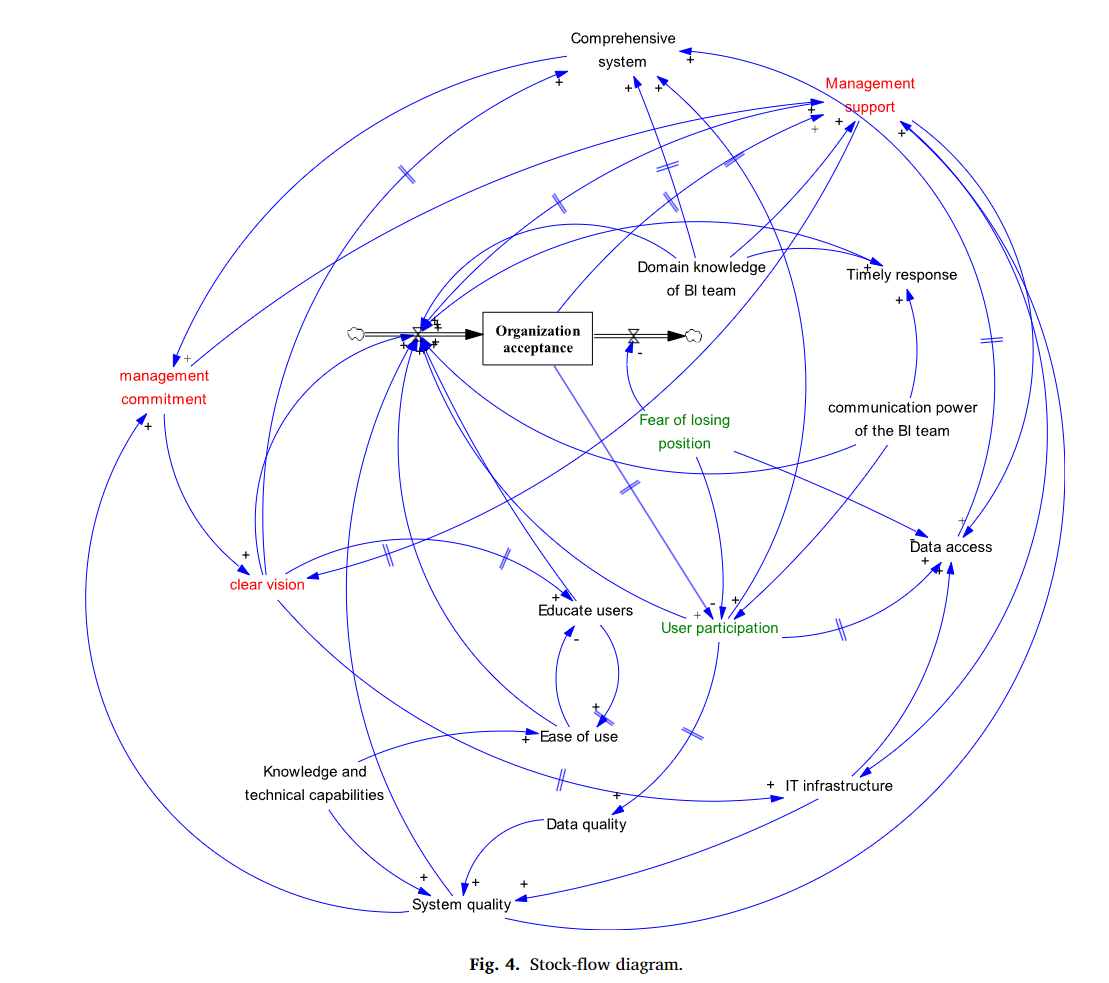 Comprehensive
system
Management
support
Domain knowledge
of BI team
Timely response
Organization
acceptance
management
commitment
communication power
of the BI team
Fear of losing
position
Data access
clear vision
Educate users
User participation
Ease of use
Knowledge and
technical capabilities
IT infrastructure
Data quality
System quality
Fig. 4. Stock-flow diagram.